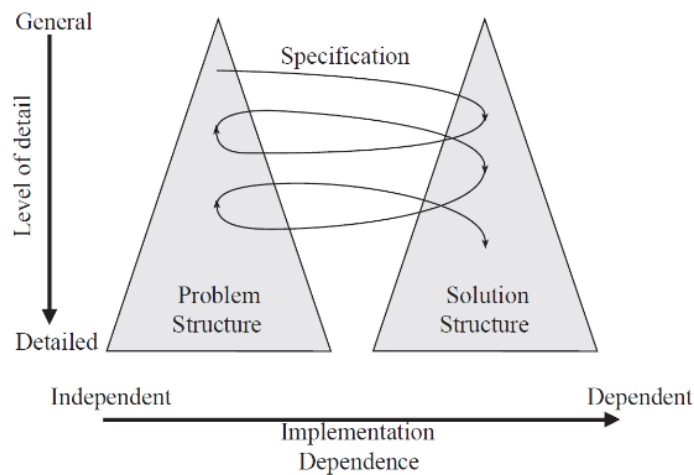 General
Specification
Level of detail
Problem
Structure
Solution
Structure
Detailed
Independent
Dependent
Implementation
Dependence